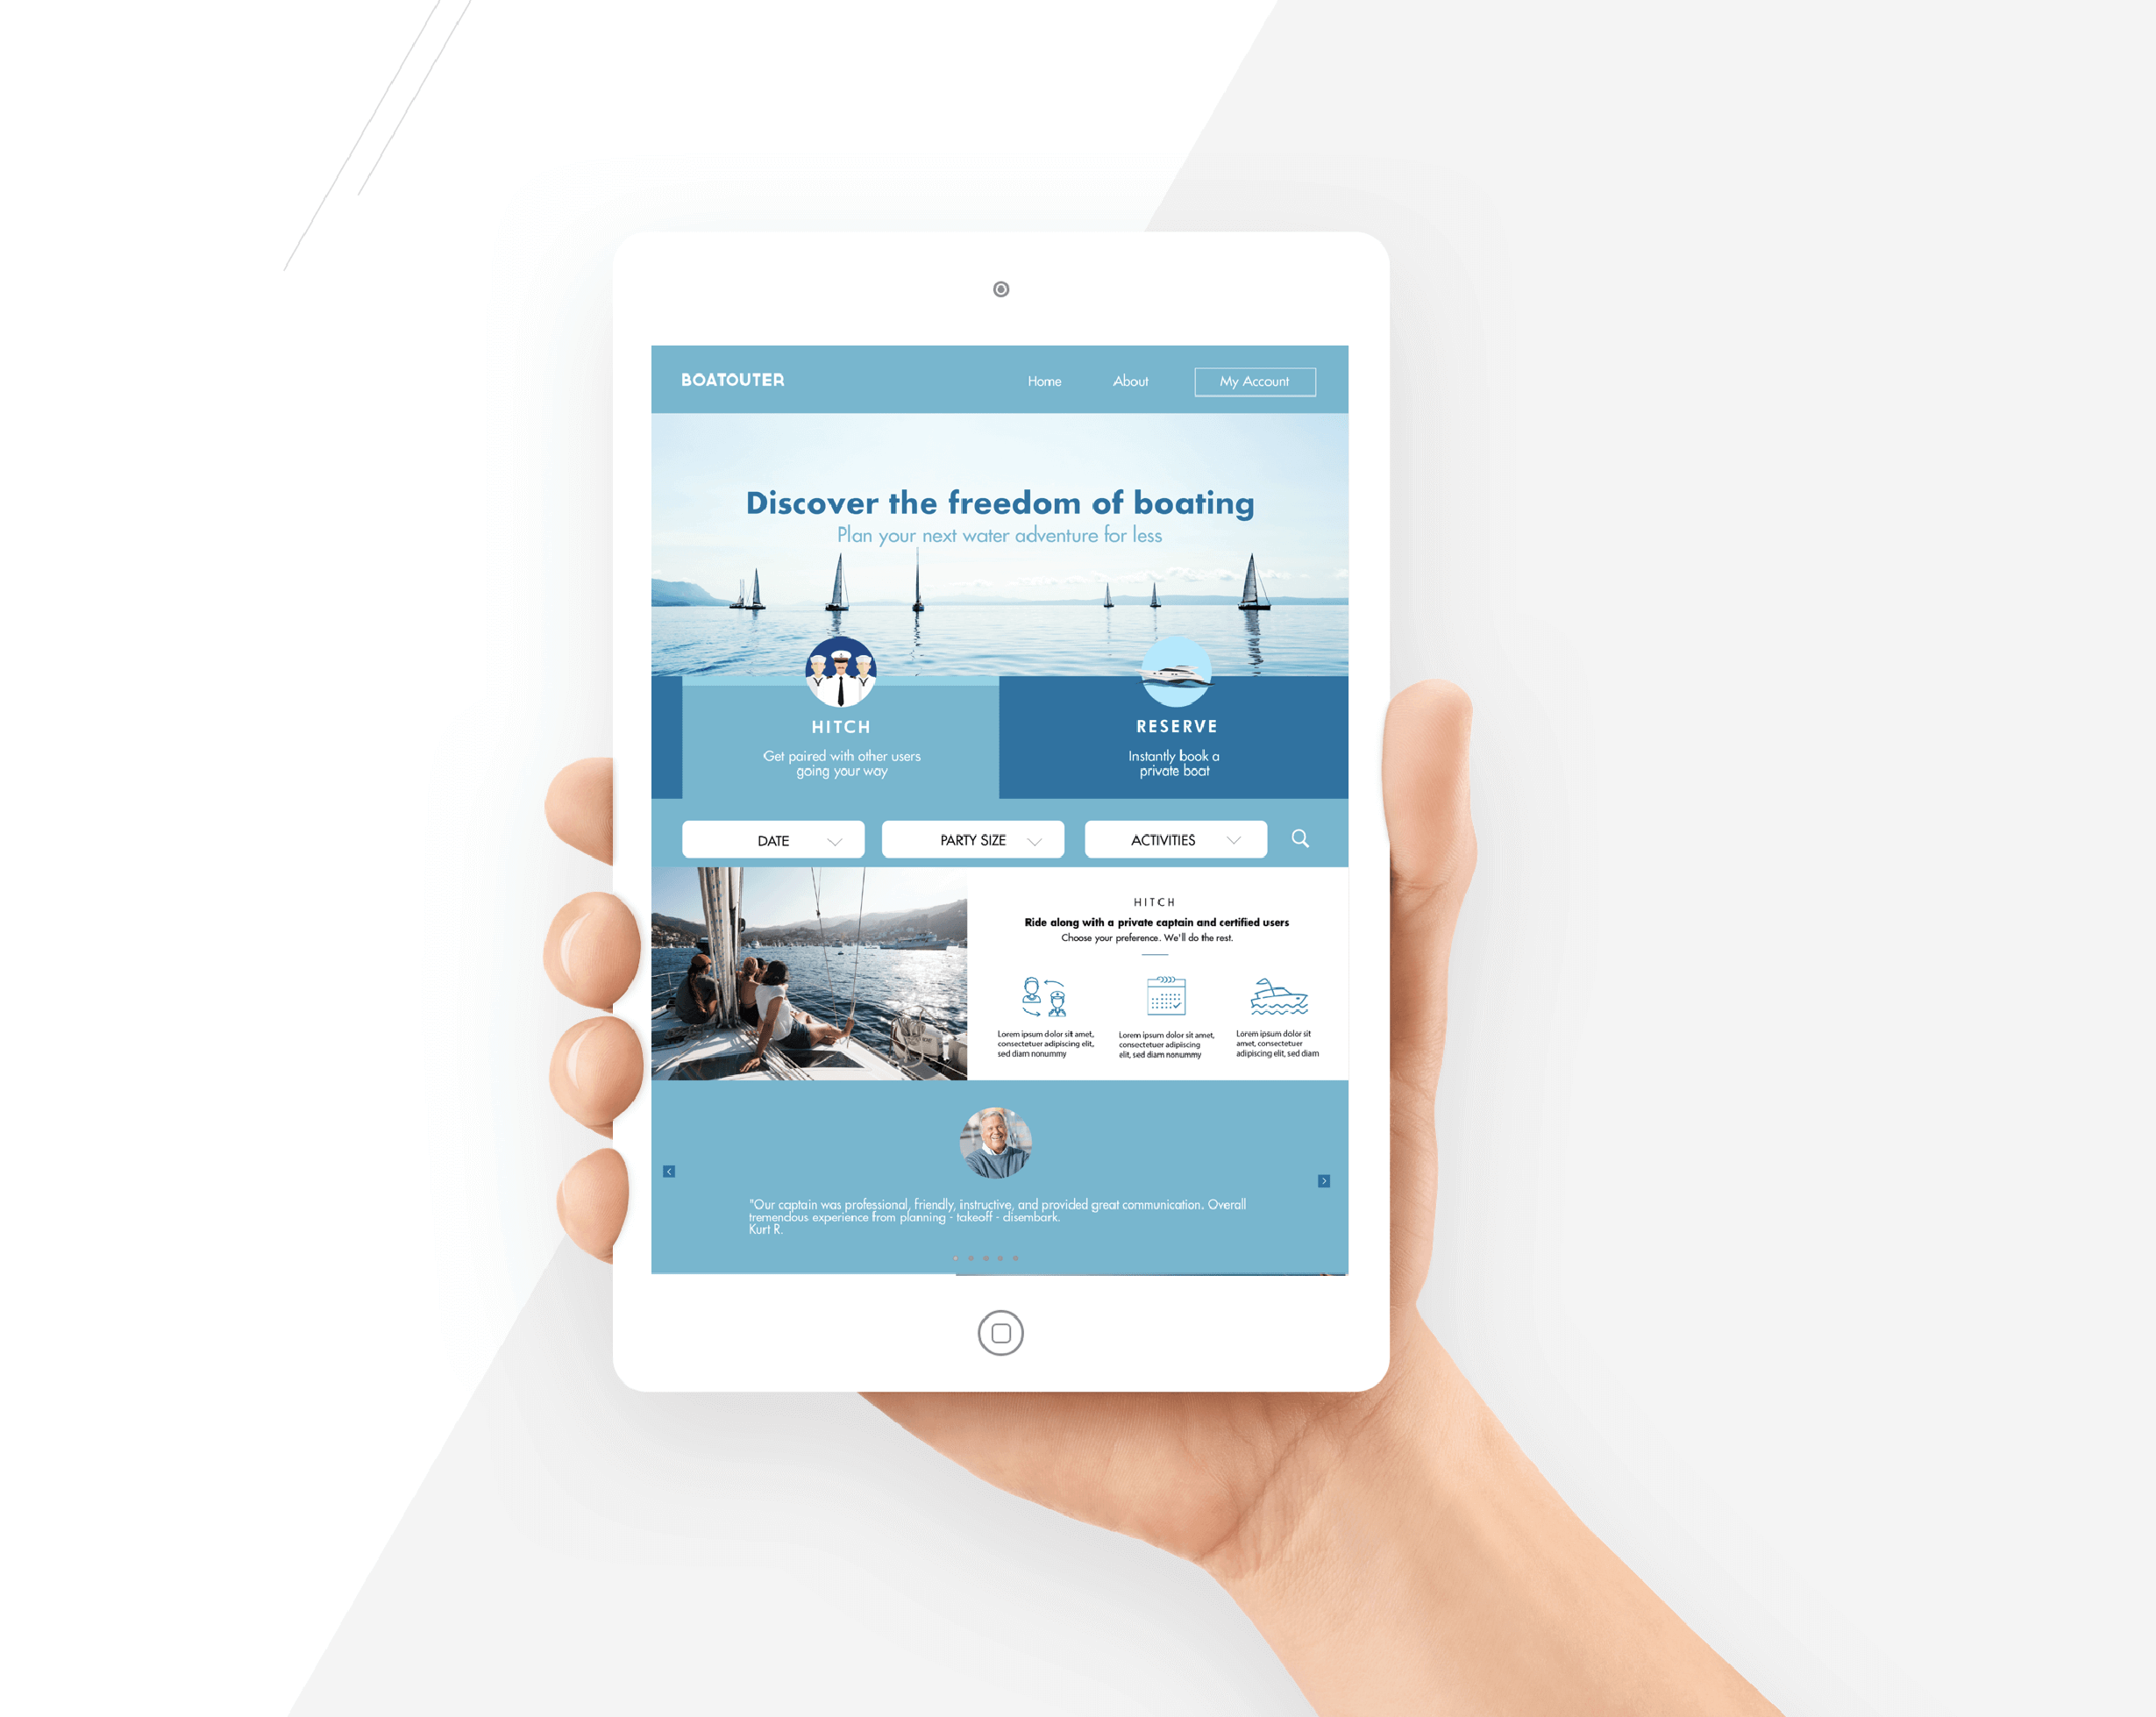 BOATOUTER
Home
About
My Account
Discover the freedom of boating
Plan your next water adventure for less
HITCH
Get paired with other users
going your way
RESERVE
Instantly book a
private boat
DATE
PARTY SIZE
ACTIVITIES
HITCH
Ride along with a private captain and certified users
Choose your preference. We'll do the rest.
Lorem ipsum dolor sit amet,
consectetuer adipiscing elit,
sed diam nonummy
Lorem ipsum dolor sit amet,
consectetuer adipiscing
elit, sed diam nonummy
Lorem ipsum dolor sit
amet, consectetuer
adipiscing elit, sed diam
"Our captain was professional, friendly, instructive, and provided great communication. Overall
tremendous experience from planning - takeoff - disembark.
Kurt R.